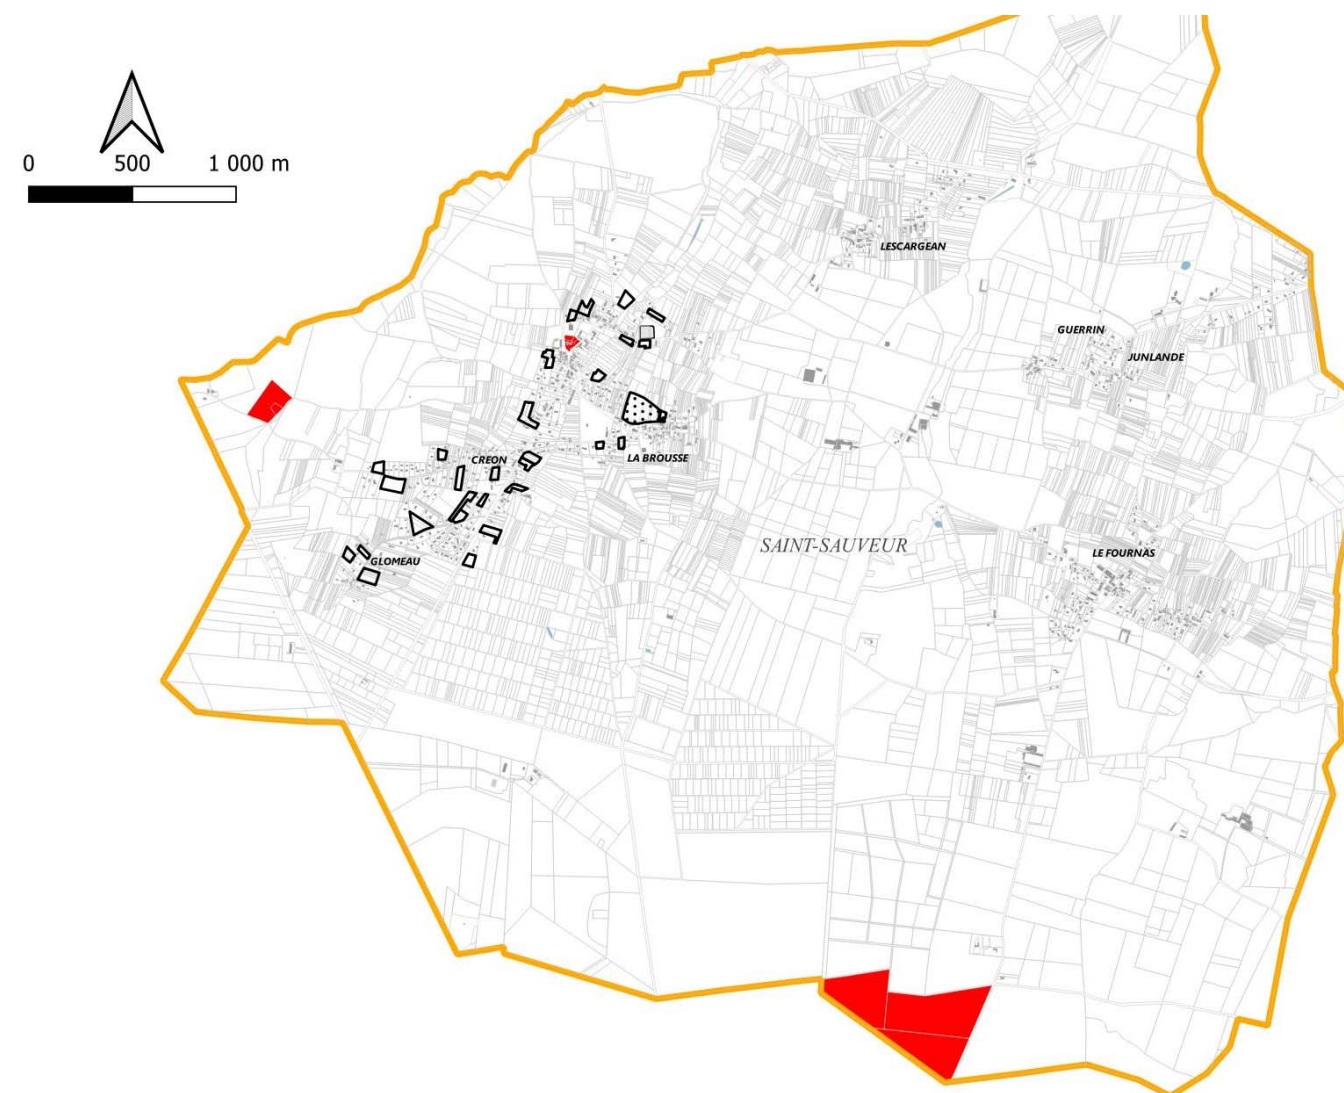 0 500 1 000 m
LESCARGEAN
GUERRIN
JUNLANDE
CREON
LA BROUSSE
SAINT-SAUVEUR
LE FOURNAS
GLOMEAU